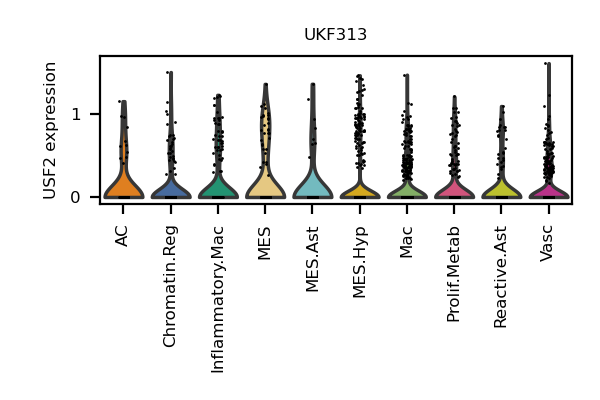 UKF313
USF2 expression
1
0
AC
Chromatin.Reg
Inflammatory.Mac
MES
MES.Ast
MES.Hyp
Mac
Prolif.Metab
Reactive.Ast
Vasc